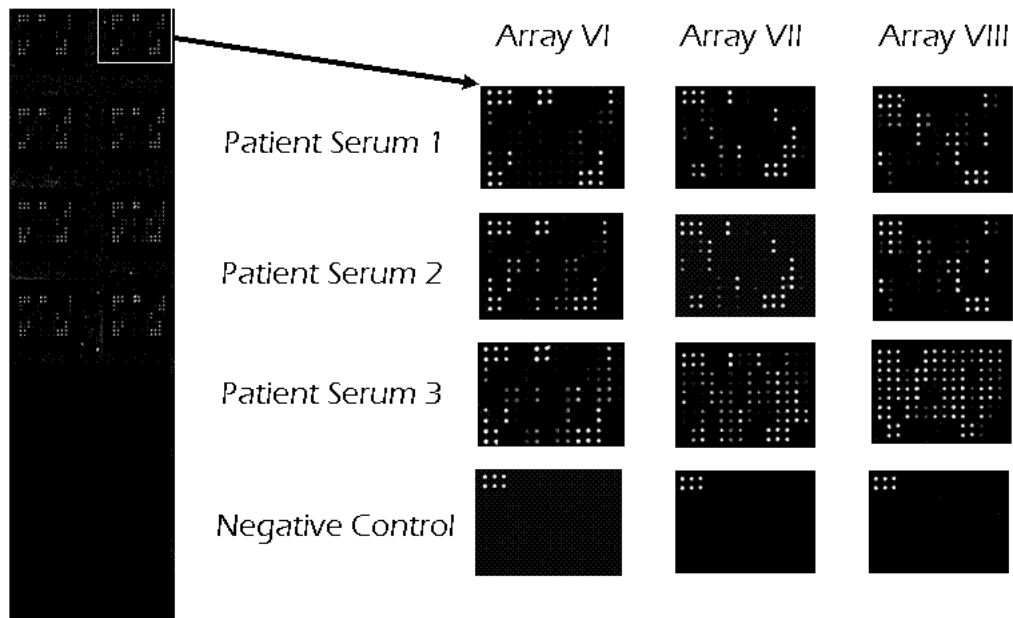 Array VI Array VII Array VIII
Patient Serum 1
Patient Serum 2
Patient Serum 3
Negative Control